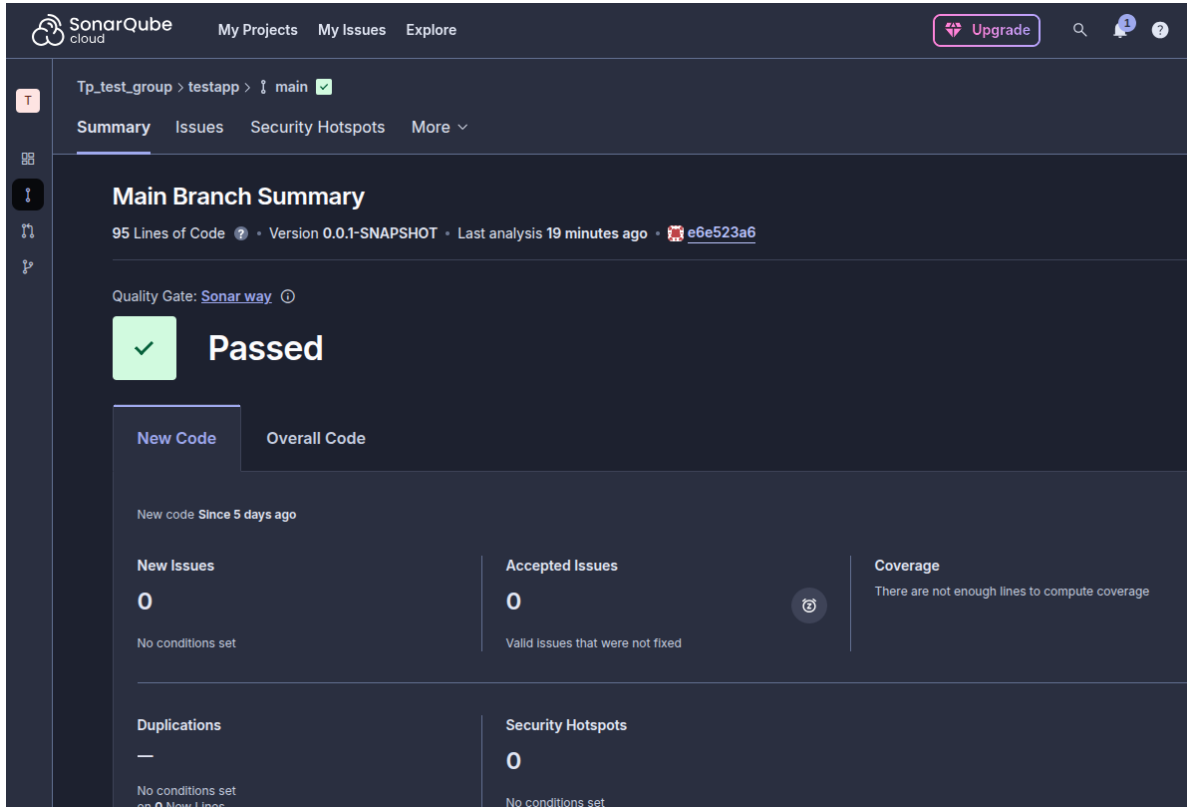 SonarQube cloud My Projects My Issues Explore Upgrade 1 ?
T Tp_test_group > testapp > main
Summary Issues Security Hotspots More
Main Branch Summary
95 Lines of Code ? • Version 0.0.1-SNAPSHOT • Last analysis 19 minutes ago • e6e523a6
Quality Gate: Sonar way
Passed
New Code Overall Code
New code Since 5 days ago
New Issues
0
No conditions set
Accepted Issues
0
Valid issues that were not fixed
Coverage
There are not enough lines to compute coverage
Duplications
—
No conditions set
on 0 New Lines
Security Hotspots
0
No conditions set